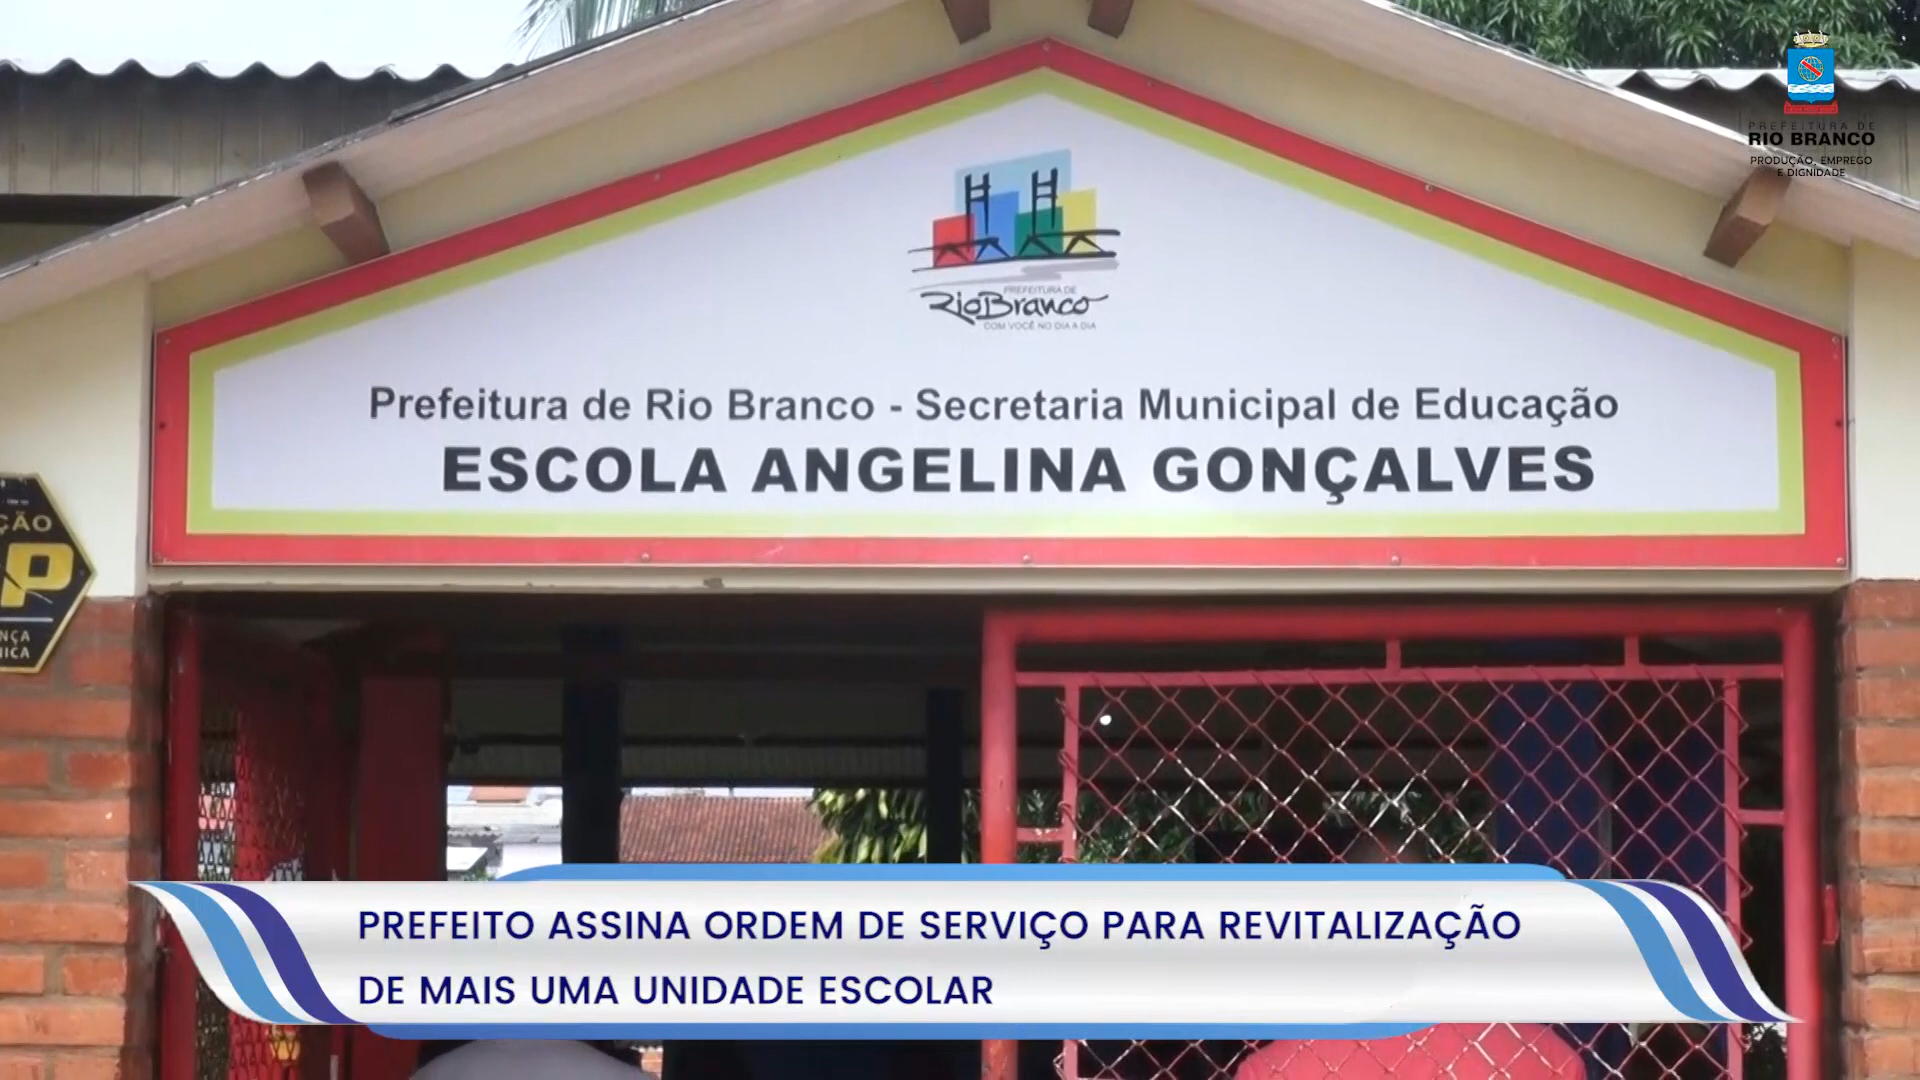 PREFEITURA DE
RIO BRANCO
PRODUÇÃO, EMPREGO
E DIGNIDADE
PREFEITURA DE
RioBranco
COM VOCÊ NO DIA A DIA
Prefeitura de Rio Branco - Secretaria Municipal de Educação
ESCOLA ANGELINA GONÇALVES
ÇÃO
P
NÇA
NICA
PREFEITO ASSINA ORDEM DE SERVIÇO PARA REVITALIZAÇÃO
DE MAIS UMA UNIDADE ESCOLAR